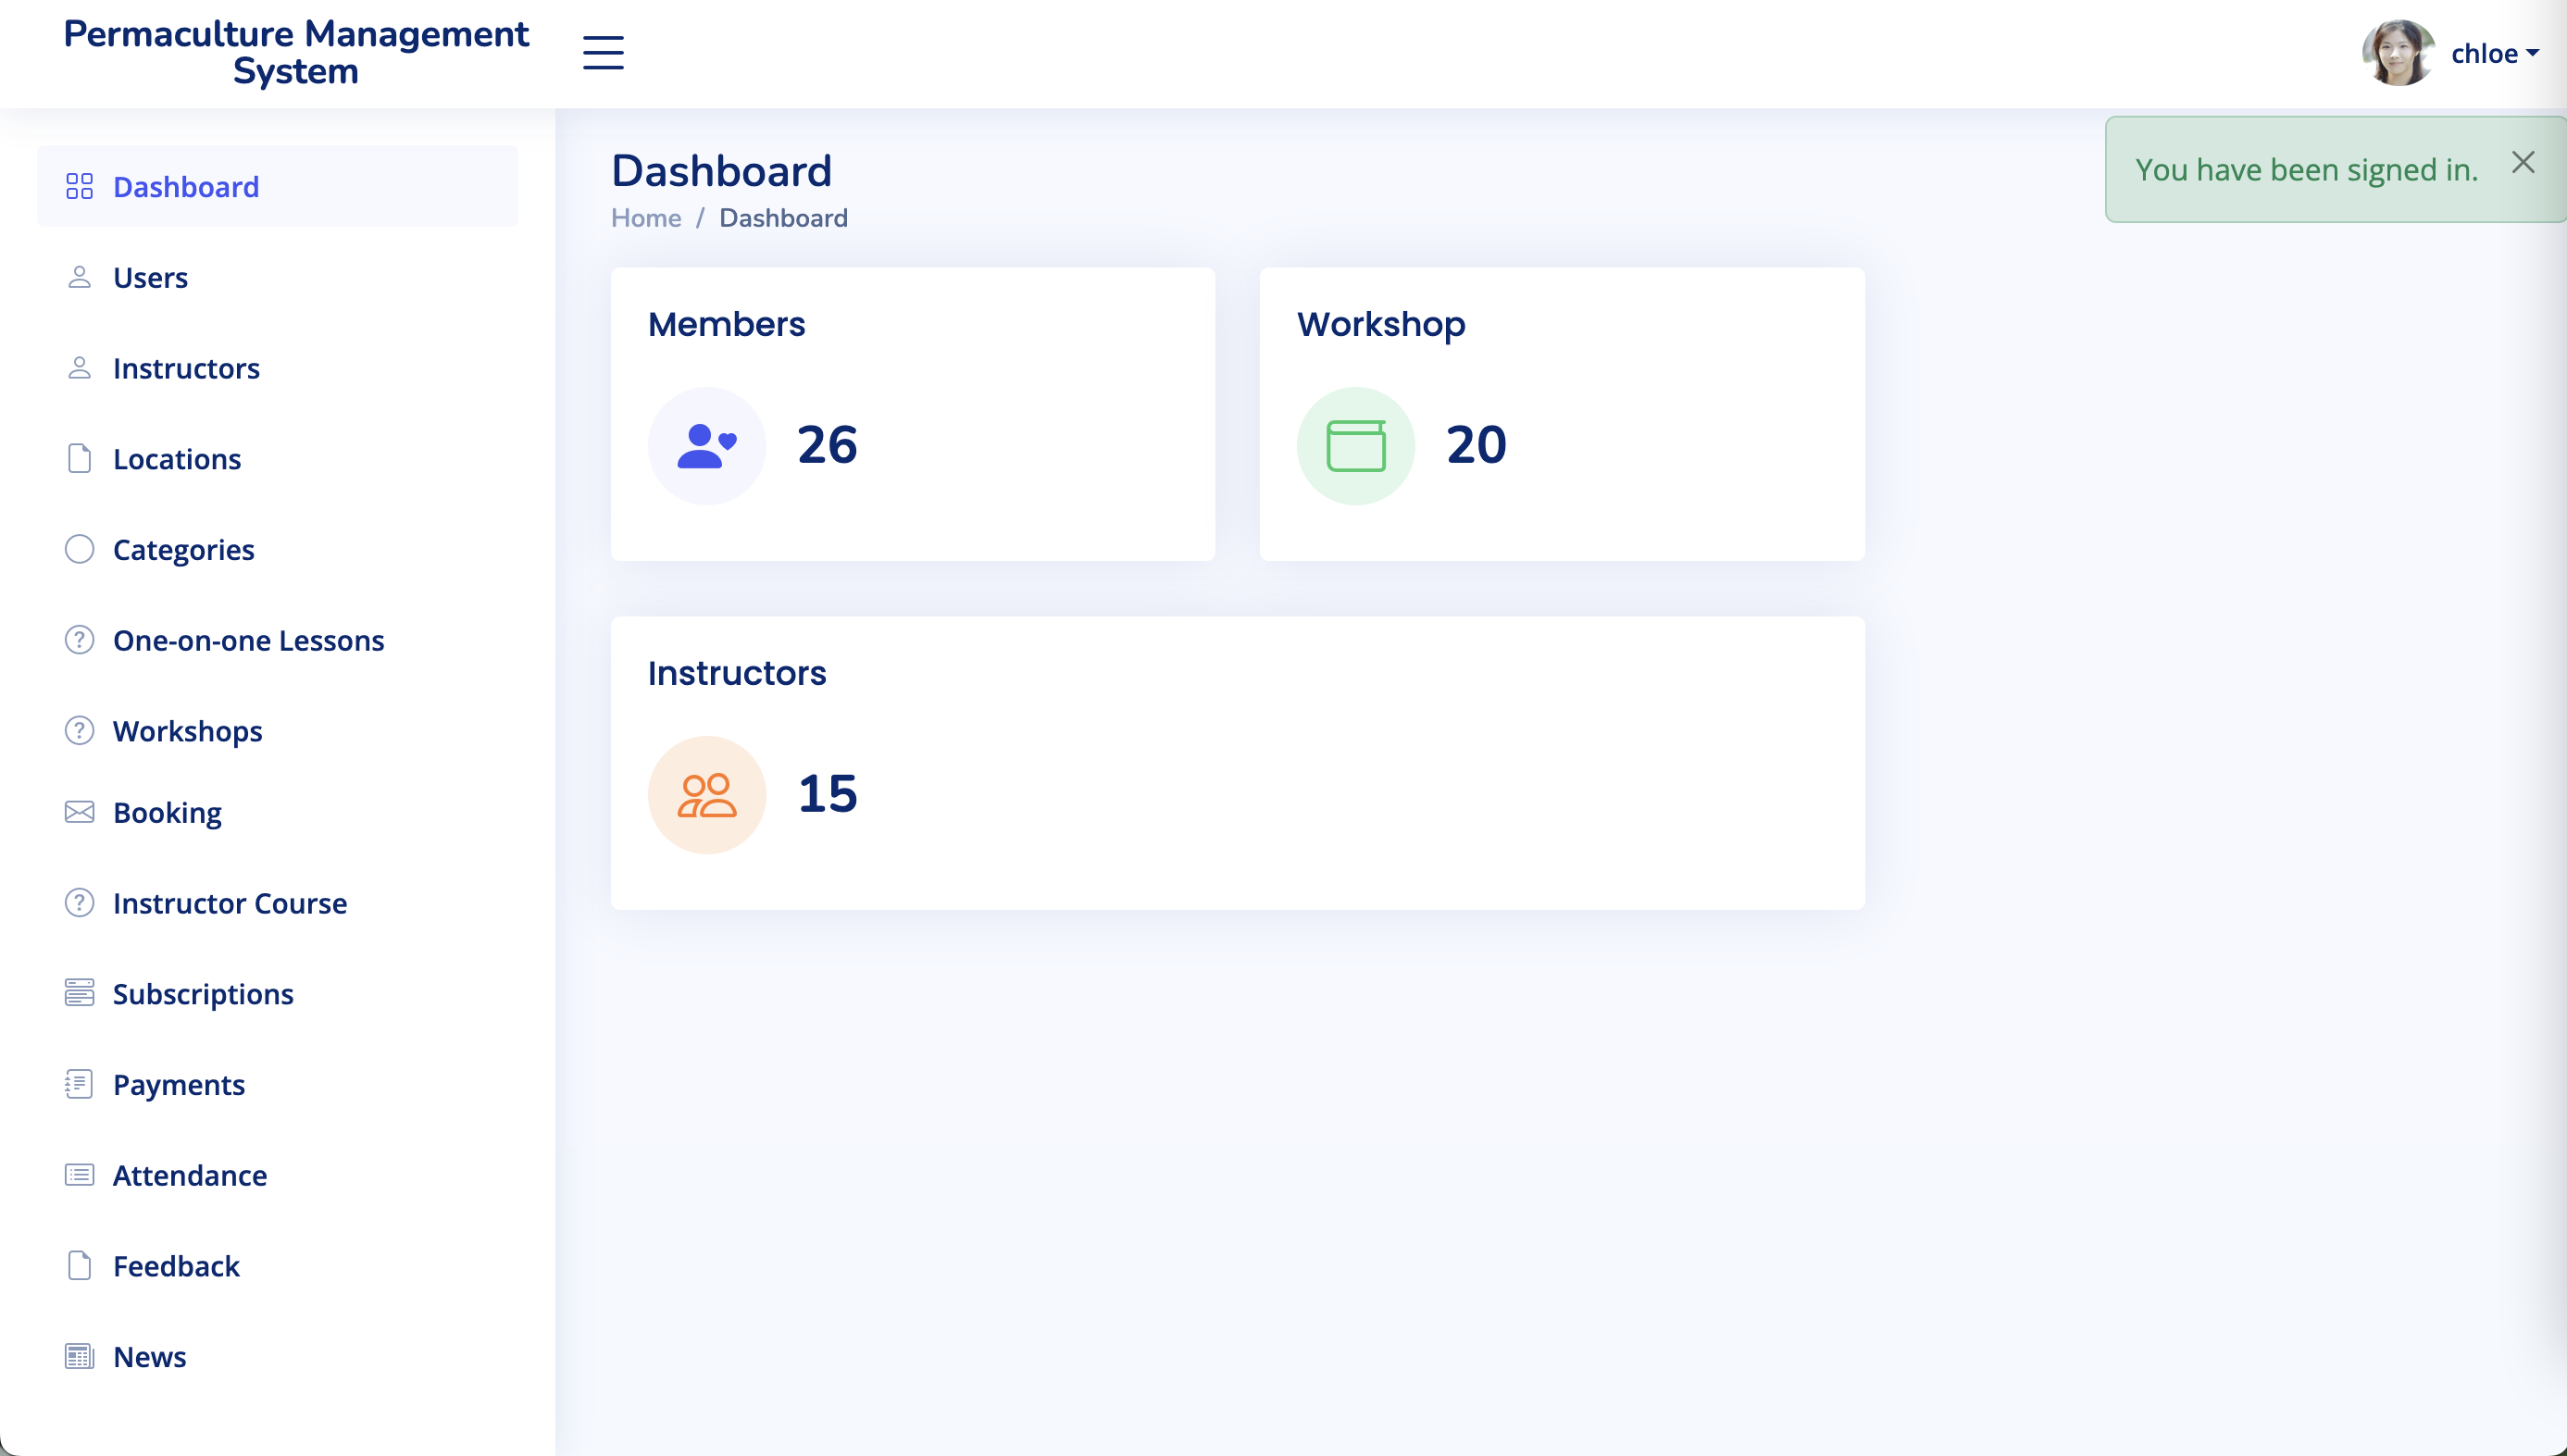 Permaculture Management
System
chloe
You have been signed in.
Dashboard
Users
Instructors
Locations
Categories
One-on-one Lessons
Workshops
Booking
Instructor Course
Subscriptions
Payments
Attendance
Feedback
News
Dashboard
Home / Dashboard
Members
26
Workshop
20
Instructors
15